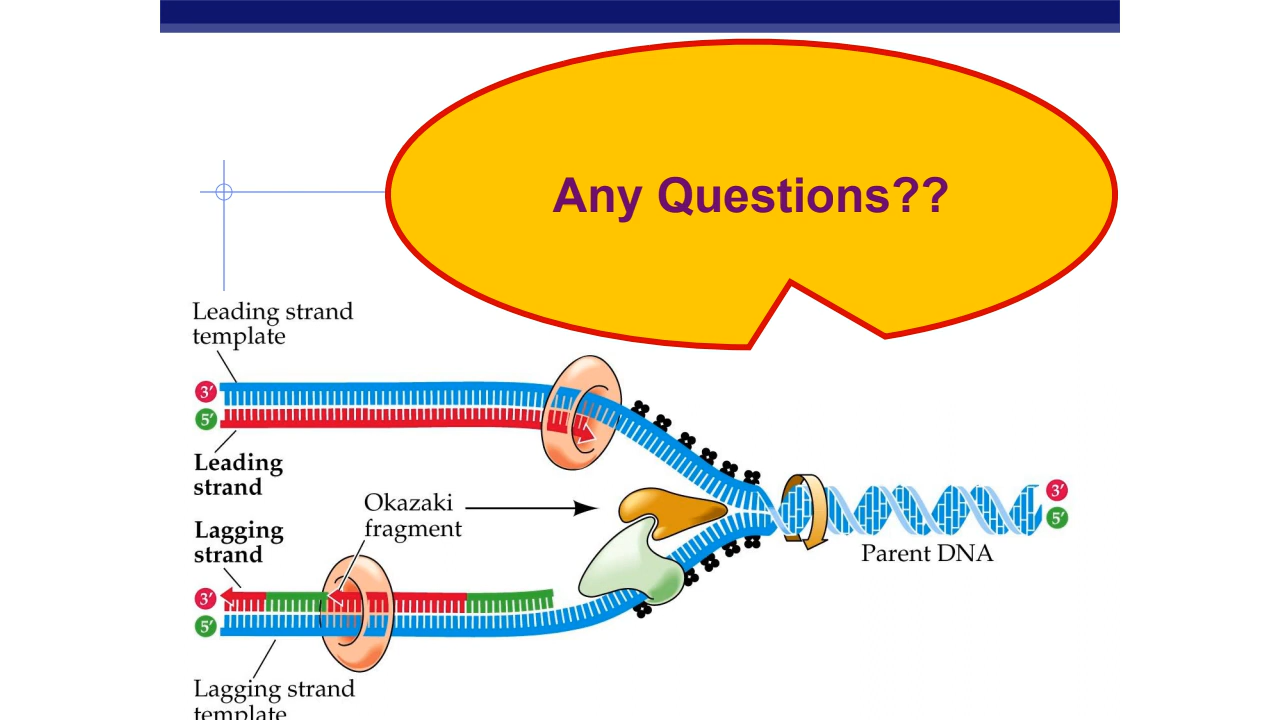 Any Questions??
Leading strand
template
3′
5′
Leading
strand
Okazaki
fragment
Lagging
strand
3′
5′
Parent DNA
3′
5′
Lagging strand
template